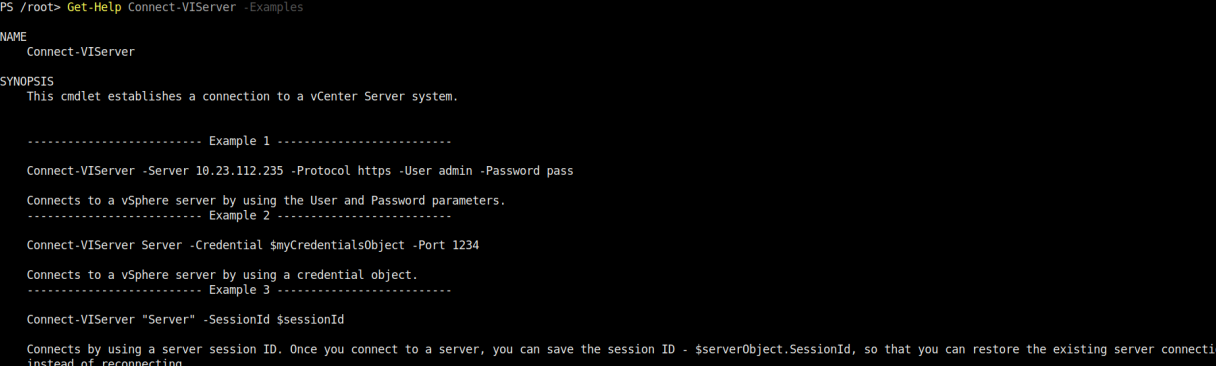 PS /root> Get-Help Connect-VIServer -Examples
NAME
Connect-VIServer
SYNOPSIS
This cmdlet establishes a connection to a vCenter Server system.
-------------------------- Example 1 --------------------------
Connect-VIServer -Server 10.23.112.235 -Protocol https -User admin -Password pass
Connects to a vSphere server by using the User and Password parameters.
-------------------------- Example 2 --------------------------
Connect-VIServer Server -Credential $myCredentialsObject -Port 1234
Connects to a vSphere server by using a credential object.
-------------------------- Example 3 --------------------------
Connect-VIServer "Server" -SessionId $sessionId
Connects by using a server session ID. Once you connect to a server, you can save the session ID - $serverObject.SessionId, so that you can restore the existing server connecti
instead of reconnecting.